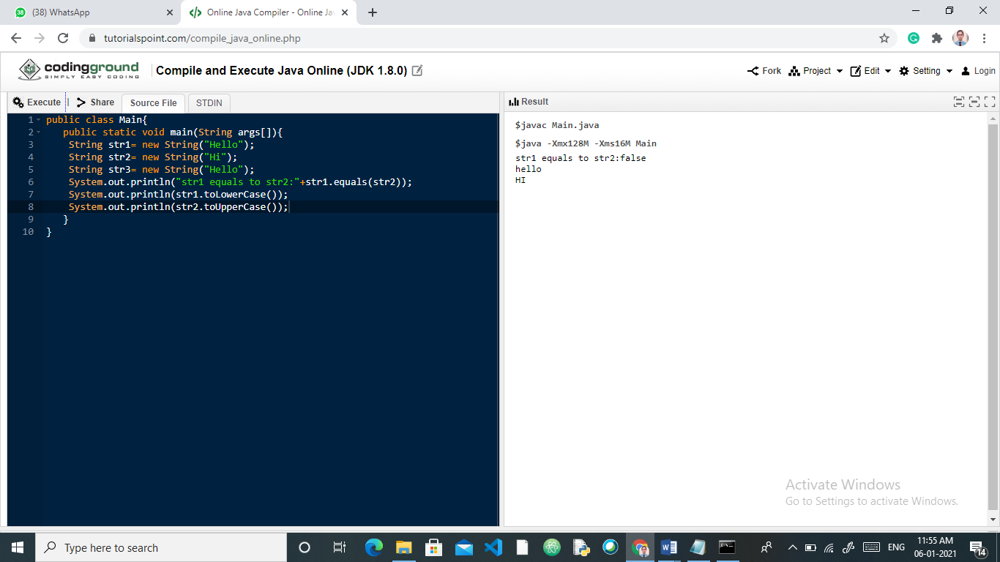 (38) WhatsApp
Online Java Compiler - Online Ja
tutorialspoint.com/compile_java_online.php
codingground
SIMPLY EASY CODING
Compile and Execute Java Online (JDK 1.8.0)
Fork Project Edit Setting Login
Execute | Share Source File STDIN
Result
1 public class Main{
2 public static void main(String args[]){
3 String str1= new String("Hello");
4 String str2= new String("Hi");
5 String str3= new String("Hello");
6 System.out.println("str1 equals to str2:"+str1.equals(str2));
7 System.out.println(str1.toLowerCase());
8 System.out.println(str2.toUpperCase());
9 }
10 }
$javac Main.java
$java -Xmx128M -Xms16M Main
str1 equals to str2:false
hello
HI
Activate Windows
Go to Settings to activate Windows.
Type here to search
ENG
11:55 AM
06-01-2021
14